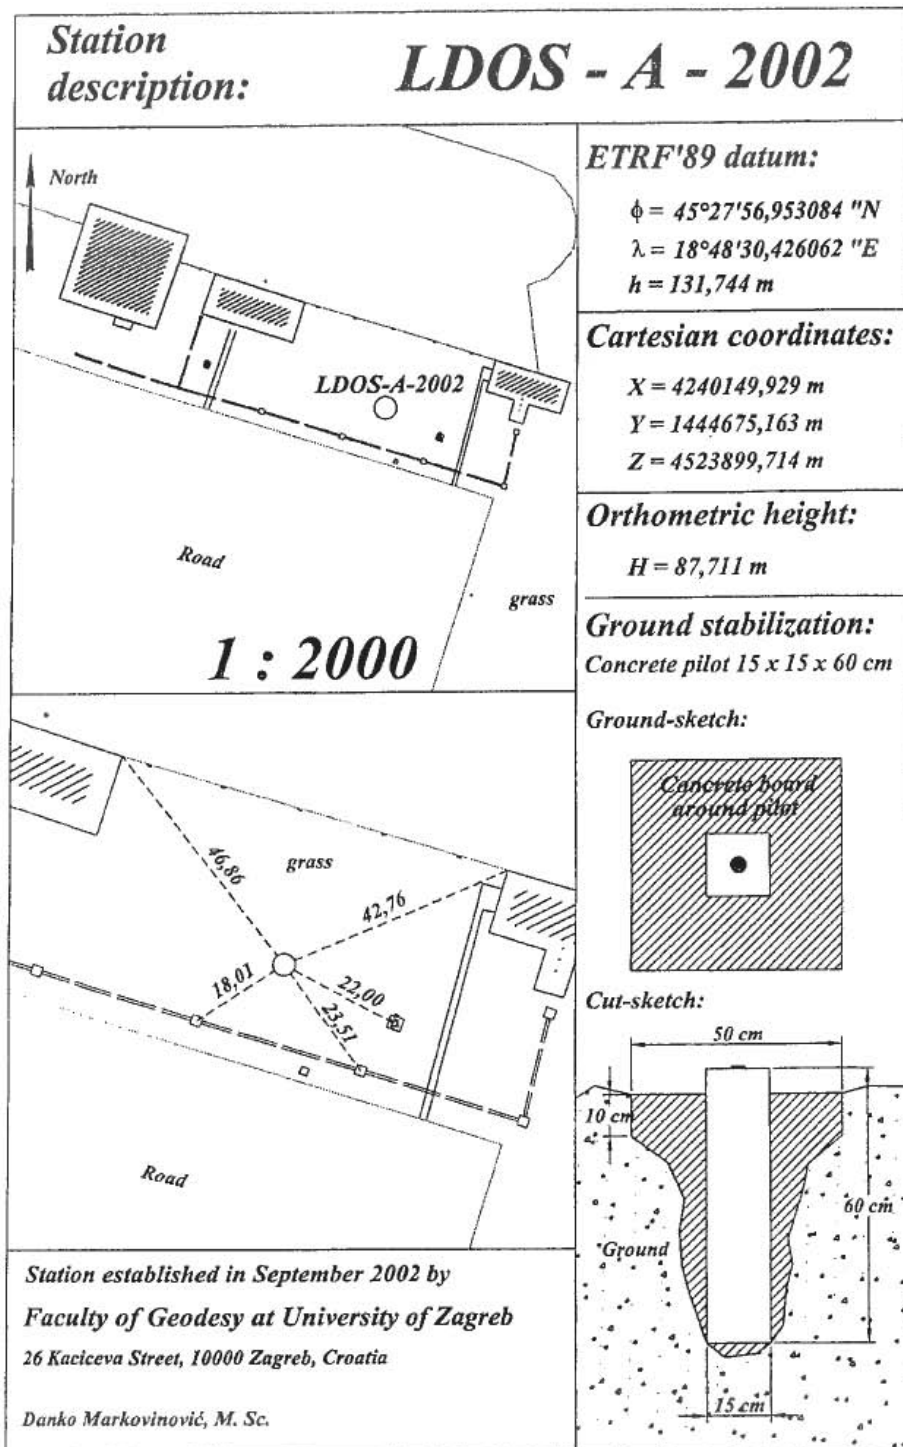 Station
description:
LDOS - A - 2002
North
LDOS-A-2002
Road
grass
1 : 2000
ETRF'89 datum:
ϕ = 45°27'56,953084 "N
λ = 18°48'30,426062 "E
h = 131,744 m
Cartesian coordinates:
X = 4240149,929 m
Y = 1444675,163 m
Z = 4523899,714 m
Orthometric height:
H = 87,711 m
Ground stabilization:
Concrete pilot 15 x 15 x 60 cm
Ground-sketch:
Concrete board
around pilot
Cut-sketch:
50 cm
10 cm
60 cm
Ground
15 cm
46,86
grass
42,76
18,01
22,00
23,51
Road
Station established in September 2002 by
Faculty of Geodesy at University of Zagreb
26 Kaciceva Street, 10000 Zagreb, Croatia
Danko Markovinović, M. Sc.